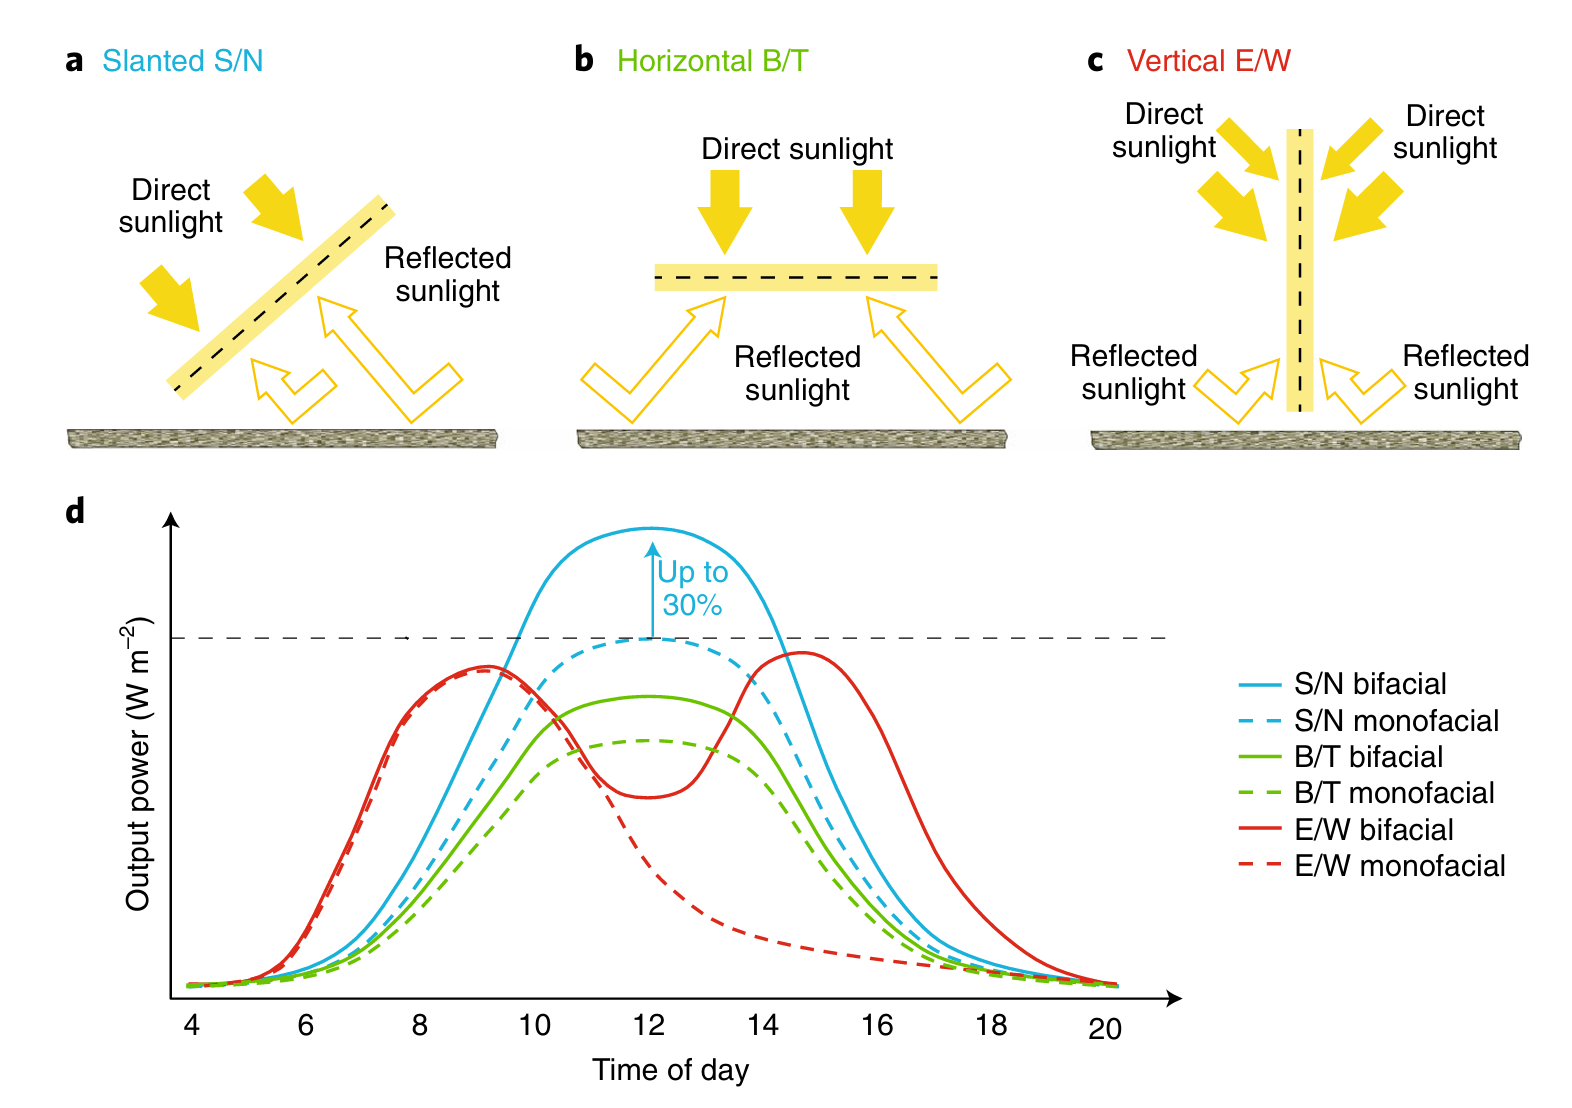 a Slanted S/N
b Horizontal B/T
c Vertical E/W
Direct
sunlight
Reflected
sunlight
Direct sunlight
Reflected
sunlight
Direct
sunlight
Direct
sunlight
Reflected
sunlight
Reflected
sunlight
d
Output power (W m⁻²)
Up to
30%
S/N bifacial
S/N monofacial
B/T bifacial
B/T monofacial
E/W bifacial
E/W monofacial
4 6 8 10 12 14 16 18 20
Time of day